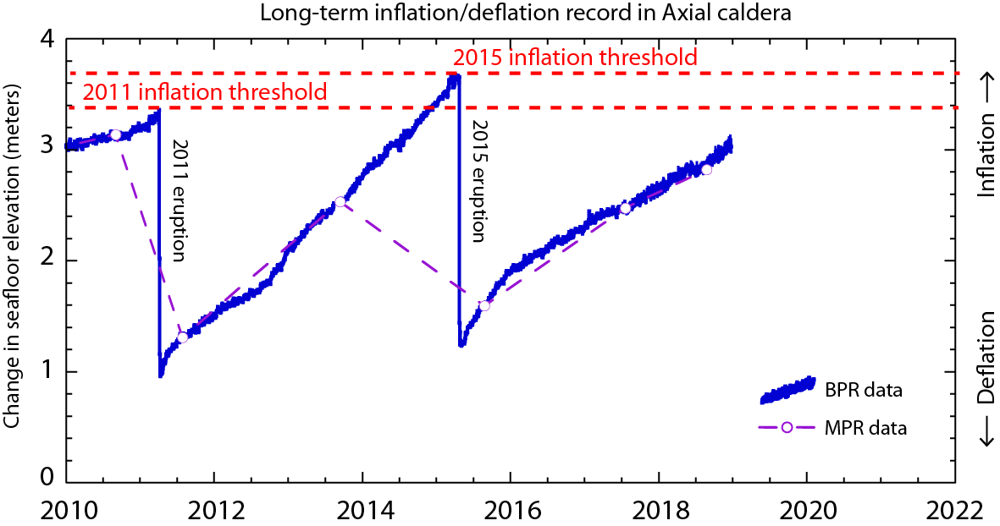 Long-term inflation/deflation record in Axial caldera
4
2015 inflation threshold
2011 inflation threshold
3
2
1
0
Change in seafloor elevation (meters)
2011 eruption
2015 eruption
Inflation →
← Deflation
BPR data
MPR data
2010 2012 2014 2016 2018 2020 2022